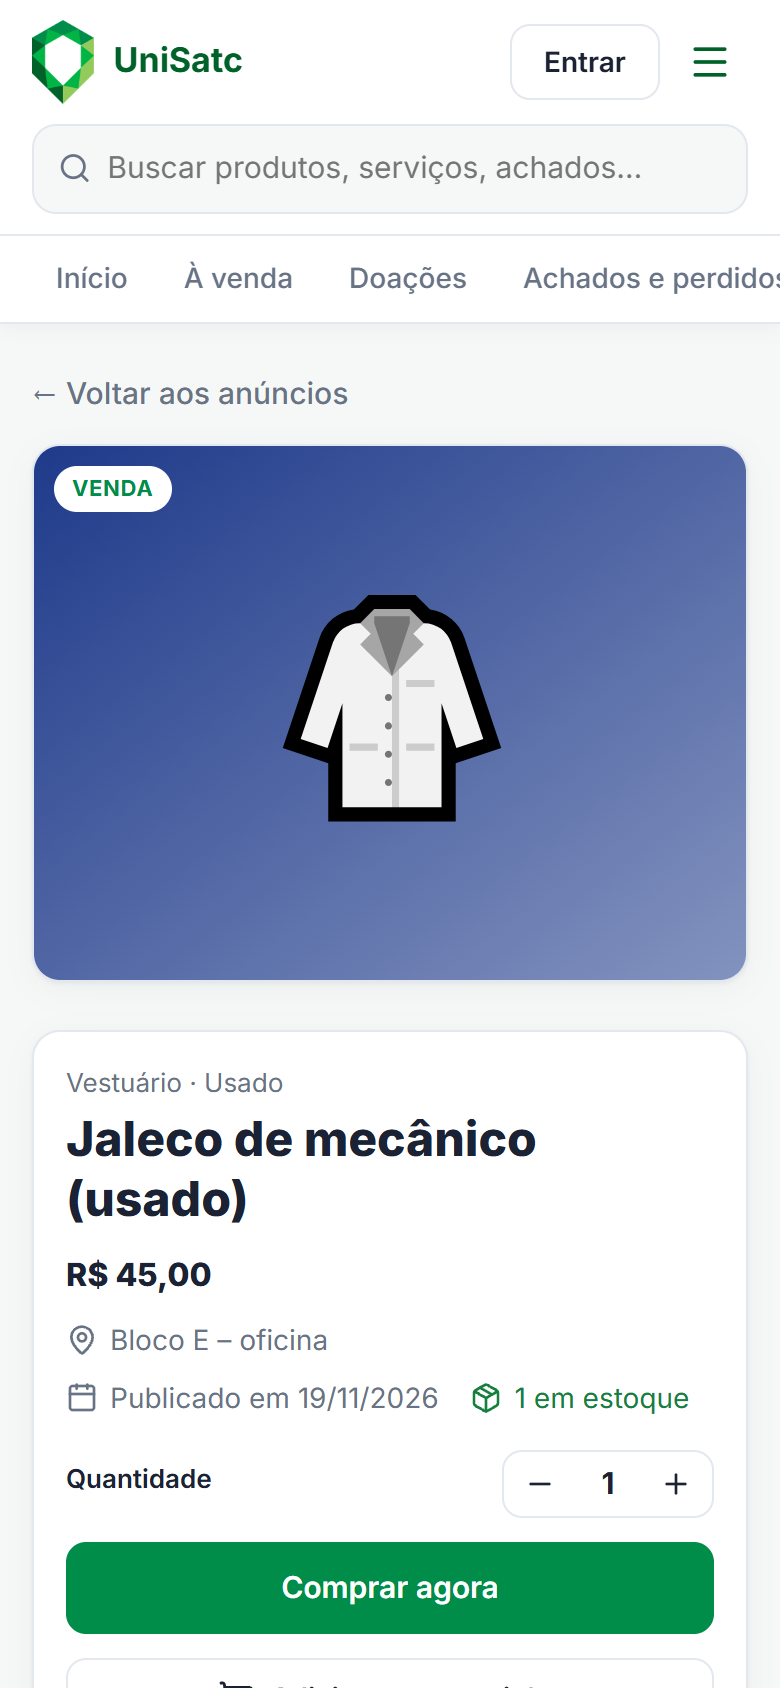 UniSatc
Entrar
Buscar produtos, serviços, achados...
Início
À venda
Doações
Achados e perdidos
← Voltar aos anúncios
VENDA
Vestuário · Usado
Jaleco de mecânico
(usado)
R$ 45,00
Bloco E – oficina
Publicado em 19/11/2026
1 em estoque
Quantidade
− 1 +
Comprar agora